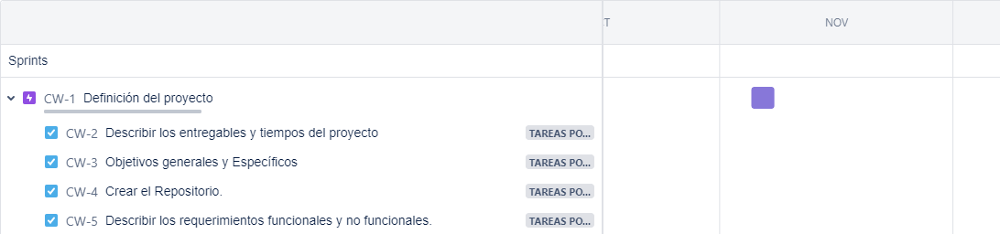 T
NOV
Sprints
CW-1 Definición del proyecto
CW-2 Describir los entregables y tiempos del proyecto TAREAS PO...
CW-3 Objetivos generales y Específicos TAREAS PO...
CW-4 Crear el Repositorio. TAREAS PO...
CW-5 Describir los requerimientos funcionales y no funcionales. TAREAS PO...